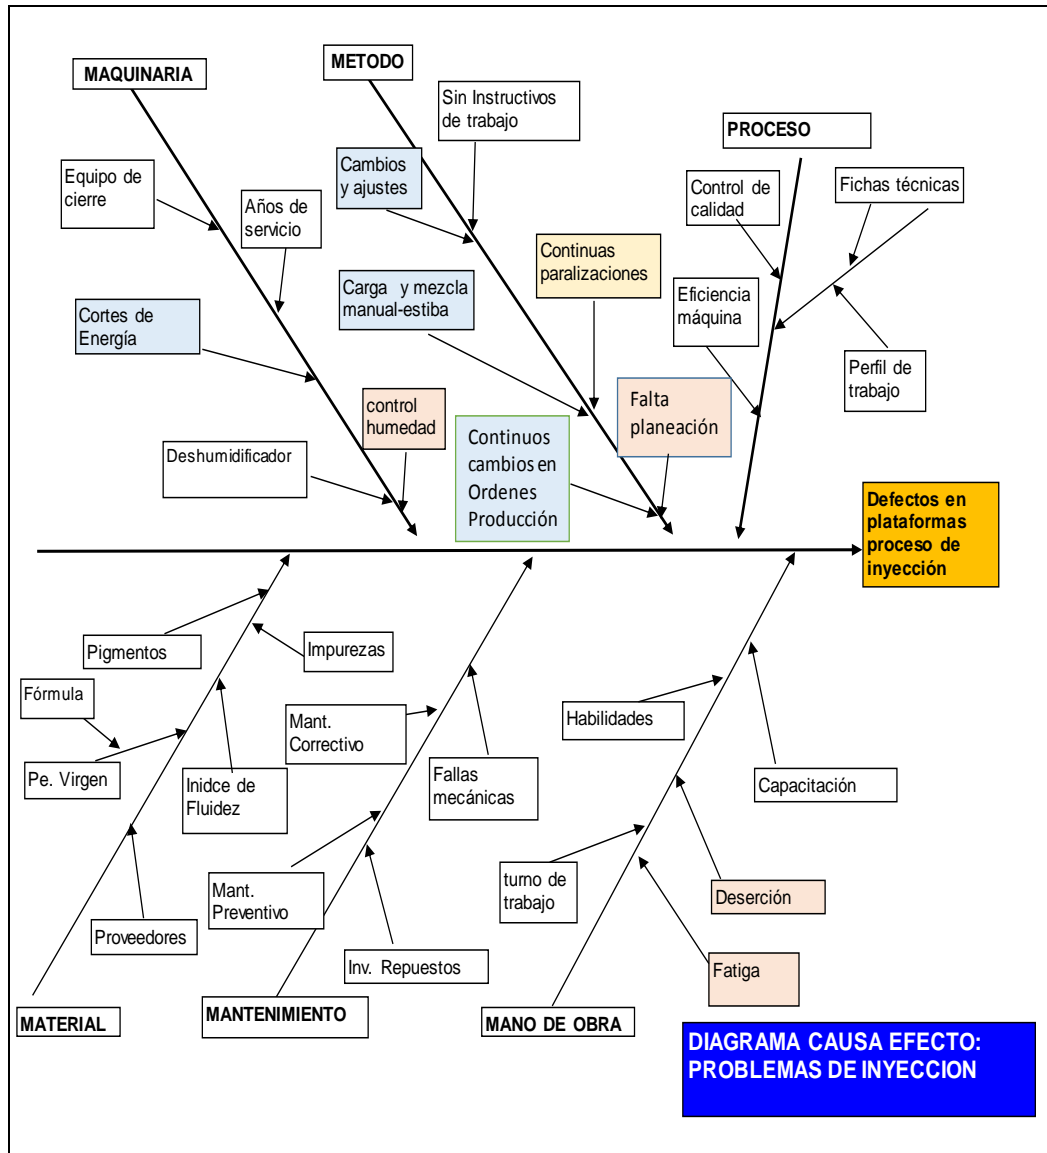 MAQUINARIA
METODO
PROCESO
Sin Instructivos
de trabajo
Equipo de
cierre
Cambios
y ajustes
Años de
servicio
Control de
calidad
Fichas técnicas
Continuas
paralizaciones
Carga y mezcla
manual-estiba
Eficiencia
máquina
Cortes de
Energía
Perfil de
trabajo
control
humedad
Falta
planeación
Deshumidificador
Continuos
cambios en
Ordenes
Producción
Defectos en
plataformas
proceso de
inyección
Pigmentos
Impurezas
Fórmula
Pe. Virgen
Inidce de
Fluidez
Proveedores
Mant.
Correctivo
Fallas
mecánicas
Mant.
Preventivo
Inv. Repuestos
Habilidades
Capacitación
turno de
trabajo
Deserción
Fatiga
MATERIAL
MANTENIMIENTO
MANO DE OBRA
DIAGRAMA CAUSA EFECTO:
PROBLEMAS DE INYECCION